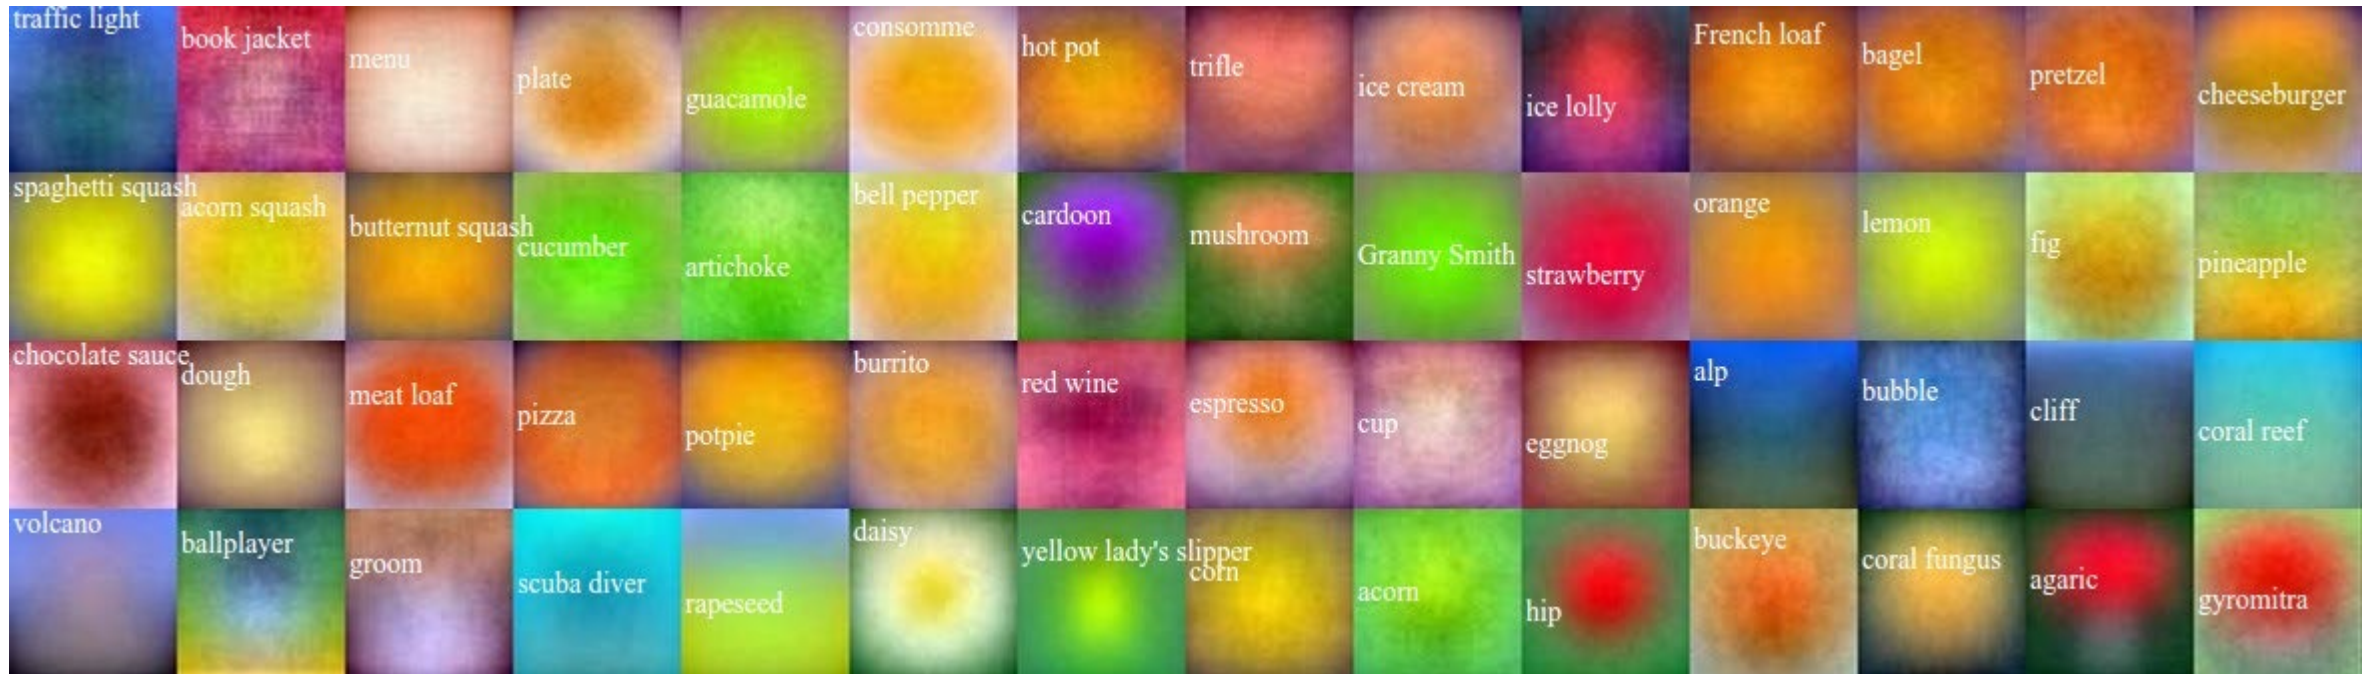 traffic light
book jacket
menu
plate
guacamole
consomme
hot pot
trifle
ice cream
ice lolly
French loaf
bagel
pretzel
cheeseburger
spaghetti squash
acorn squash
butternut squash
cucumber
artichoke
bell pepper
cardoon
mushroom
Granny Smith
strawberry
orange
lemon
fig
pineapple
chocolate sauce
dough
meat loaf
pizza
potpie
burrito
red wine
espresso
cup
eggnog
alp
bubble
cliff
coral reef
volcano
ballplayer
groom
scuba diver
rapeseed
daisy
yellow lady's slipper
corn
acorn
hip
buckeye
coral fungus
agaric
gyromitra